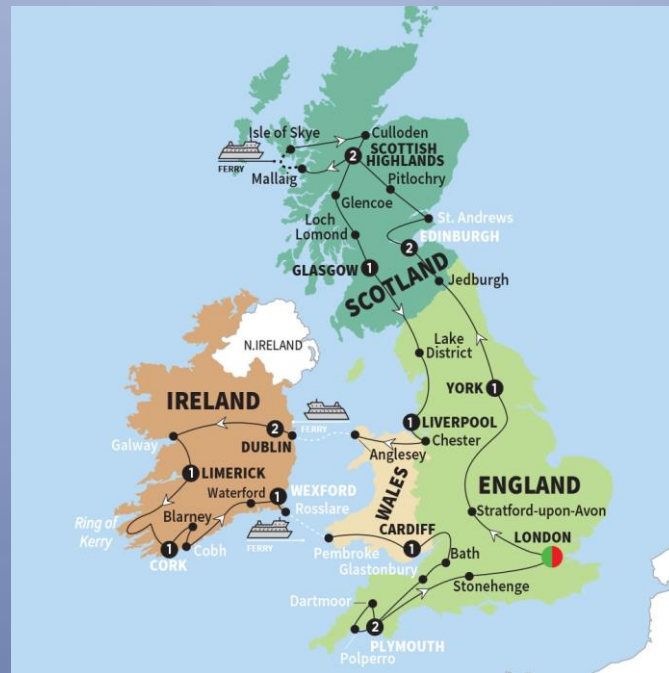 Isle of Skye
Culloden
2
SCOTTISH
HIGHLANDS
FERRY
Mallaig
Pitlochry
Glencoe
St. Andrews
Loch
Lomond
EDINBURGH
2
GLASGOW
1
Jedburgh
SCOTLAND
N.IRELAND
Lake
District
YORK
1
IRELAND
1
LIVERPOOL
FERRY
2
DUBLIN
Chester
Galway
Anglesey
1
LIMERICK
WALES
ENGLAND
WEXFORD
1
Waterford
Rosslare
Stratford-upon-Avon
Ring of
Kerry
Blarney
CARDIFF
1
LONDON
1
CORK
Cobh
FERRY
Pembroke
Bath
Glastonbury
Stonehenge
Dartmoor
2
PLYMOUTH
Polperro